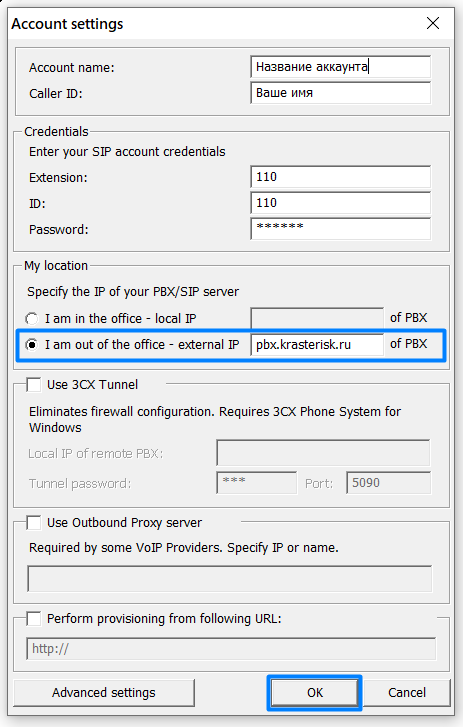 Account settings
Account name: Название аккаунта
Caller ID: Ваше имя
Credentials
Enter your SIP account credentials
Extension: 110
ID: 110
Password: ******
My location
Specify the IP of your PBX/SIP server
I am in the office - local IP of PBX
I am out of the office - external IP pbx.krasterisk.ru of PBX
Use 3CX Tunnel
Eliminates firewall configuration. Requires 3CX Phone System for
Windows
Local IP of remote PBX:
Tunnel password: *** Port: 5090
Use Outbound Proxy server
Required by some VoIP Providers. Specify IP or name.
Perform provisioning from following URL:
http://
Advanced settings OK Cancel